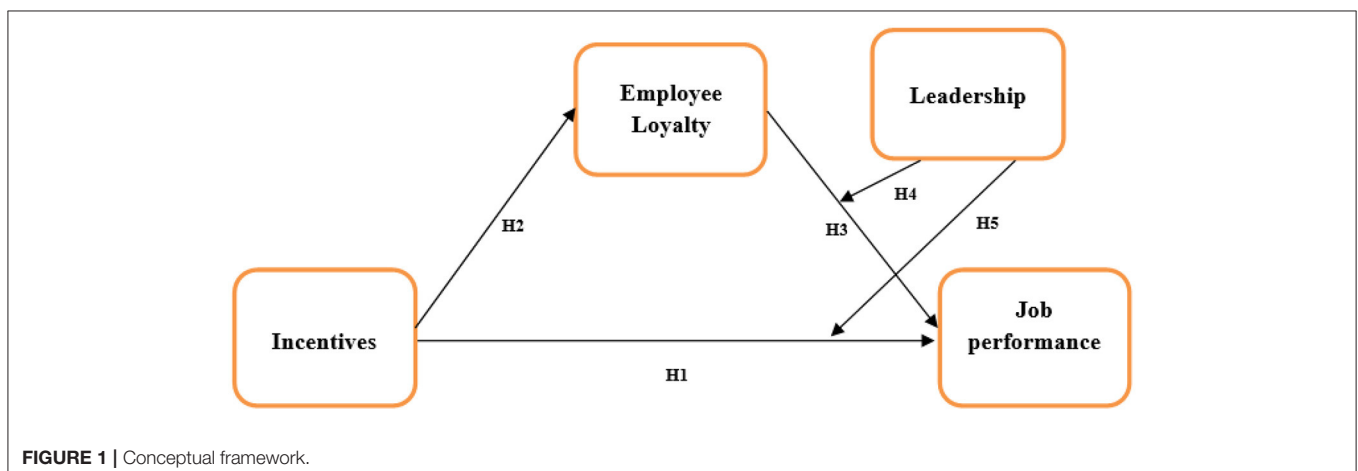 Employee
Loyalty
Leadership
H4
H2
H3
H5
Incentives
Job
performance
H1
FIGURE 1 | Conceptual framework.